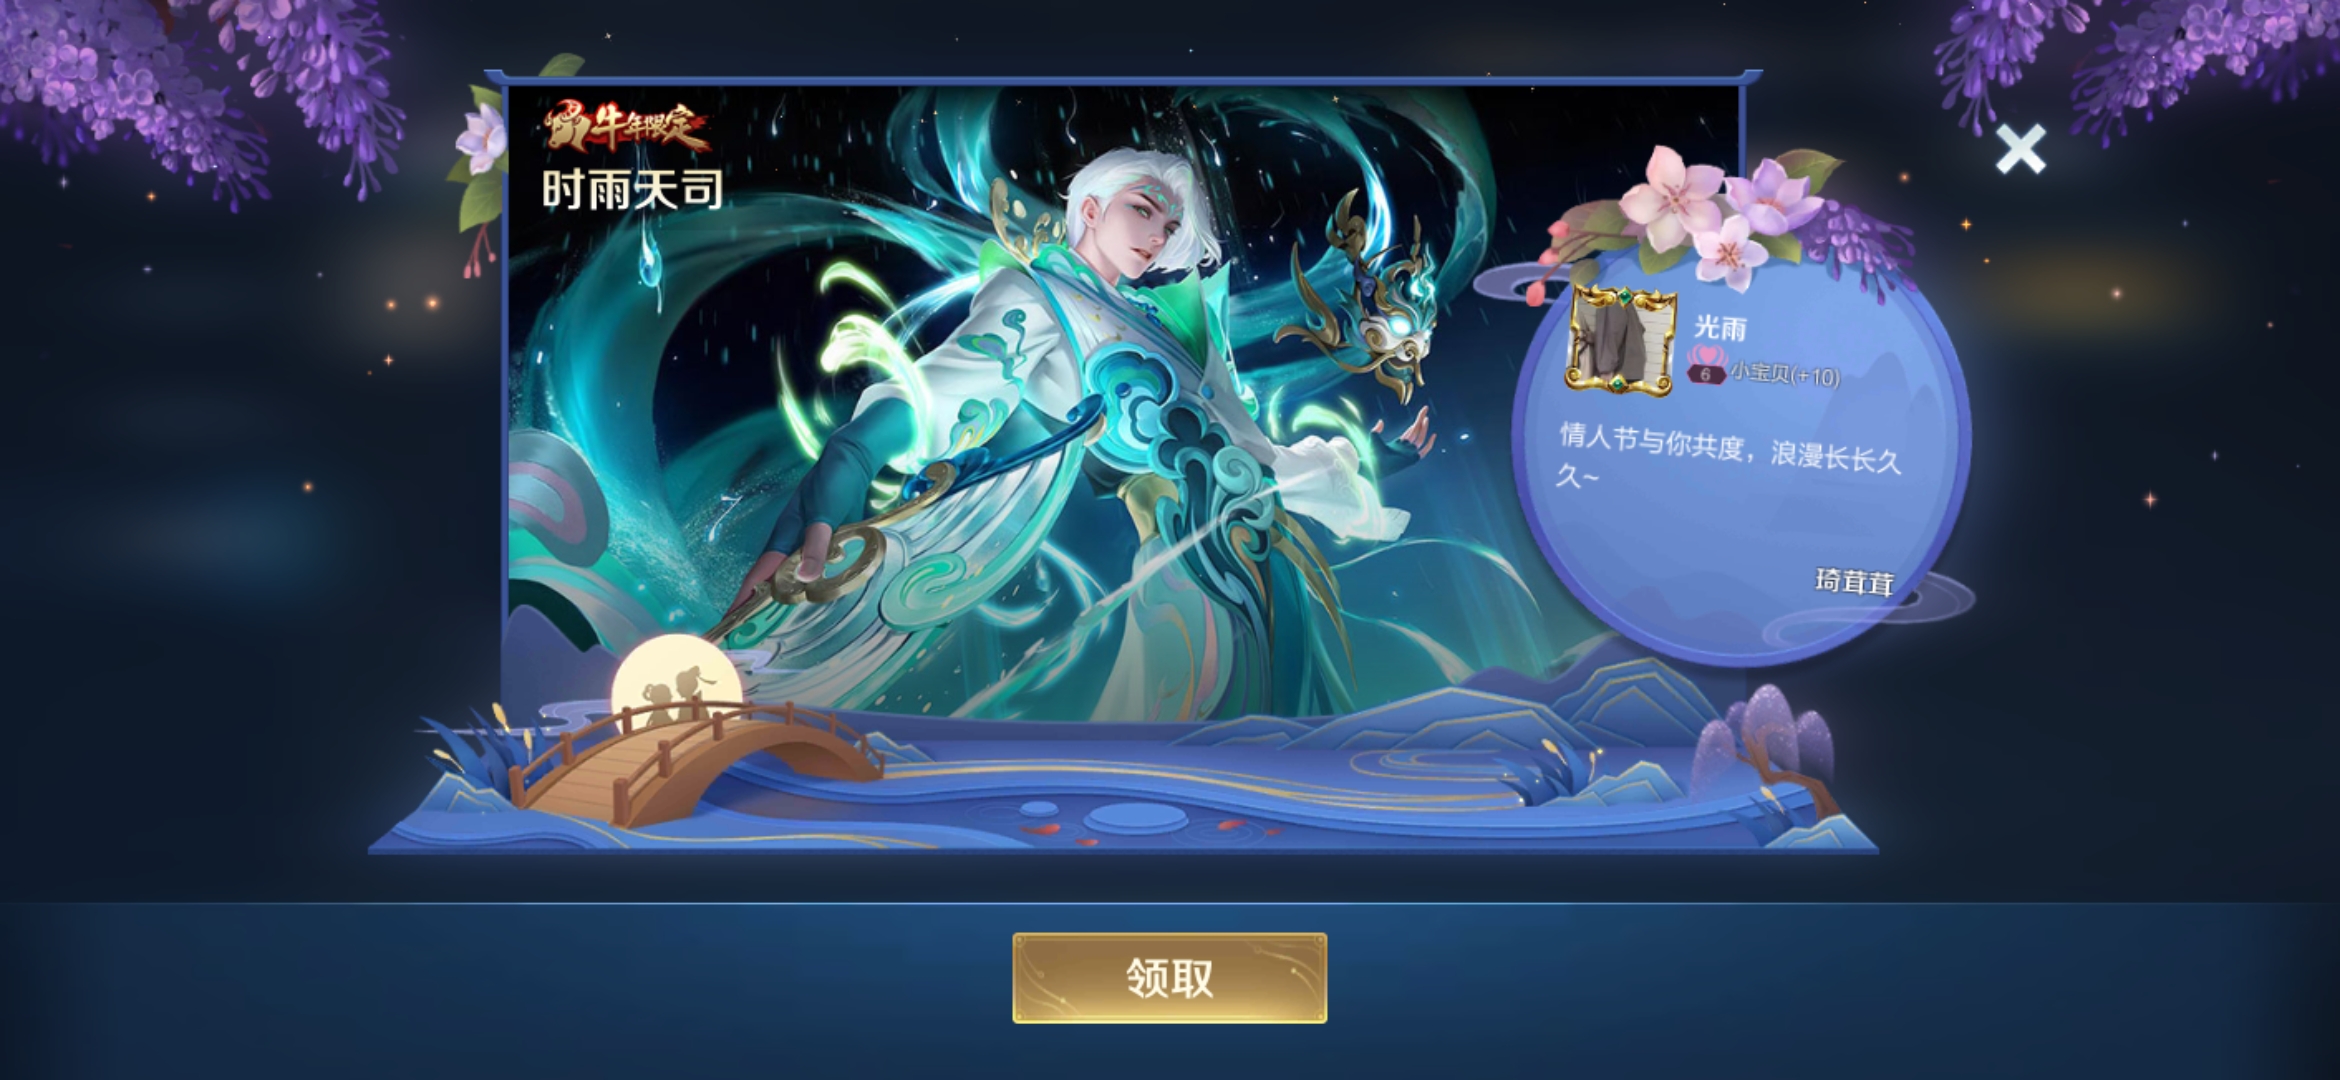 牛年限定
时雨天司
光雨
6 小宝贝(+10)
情人节与你共度，浪漫长长久
久~
琦茸茸
领取